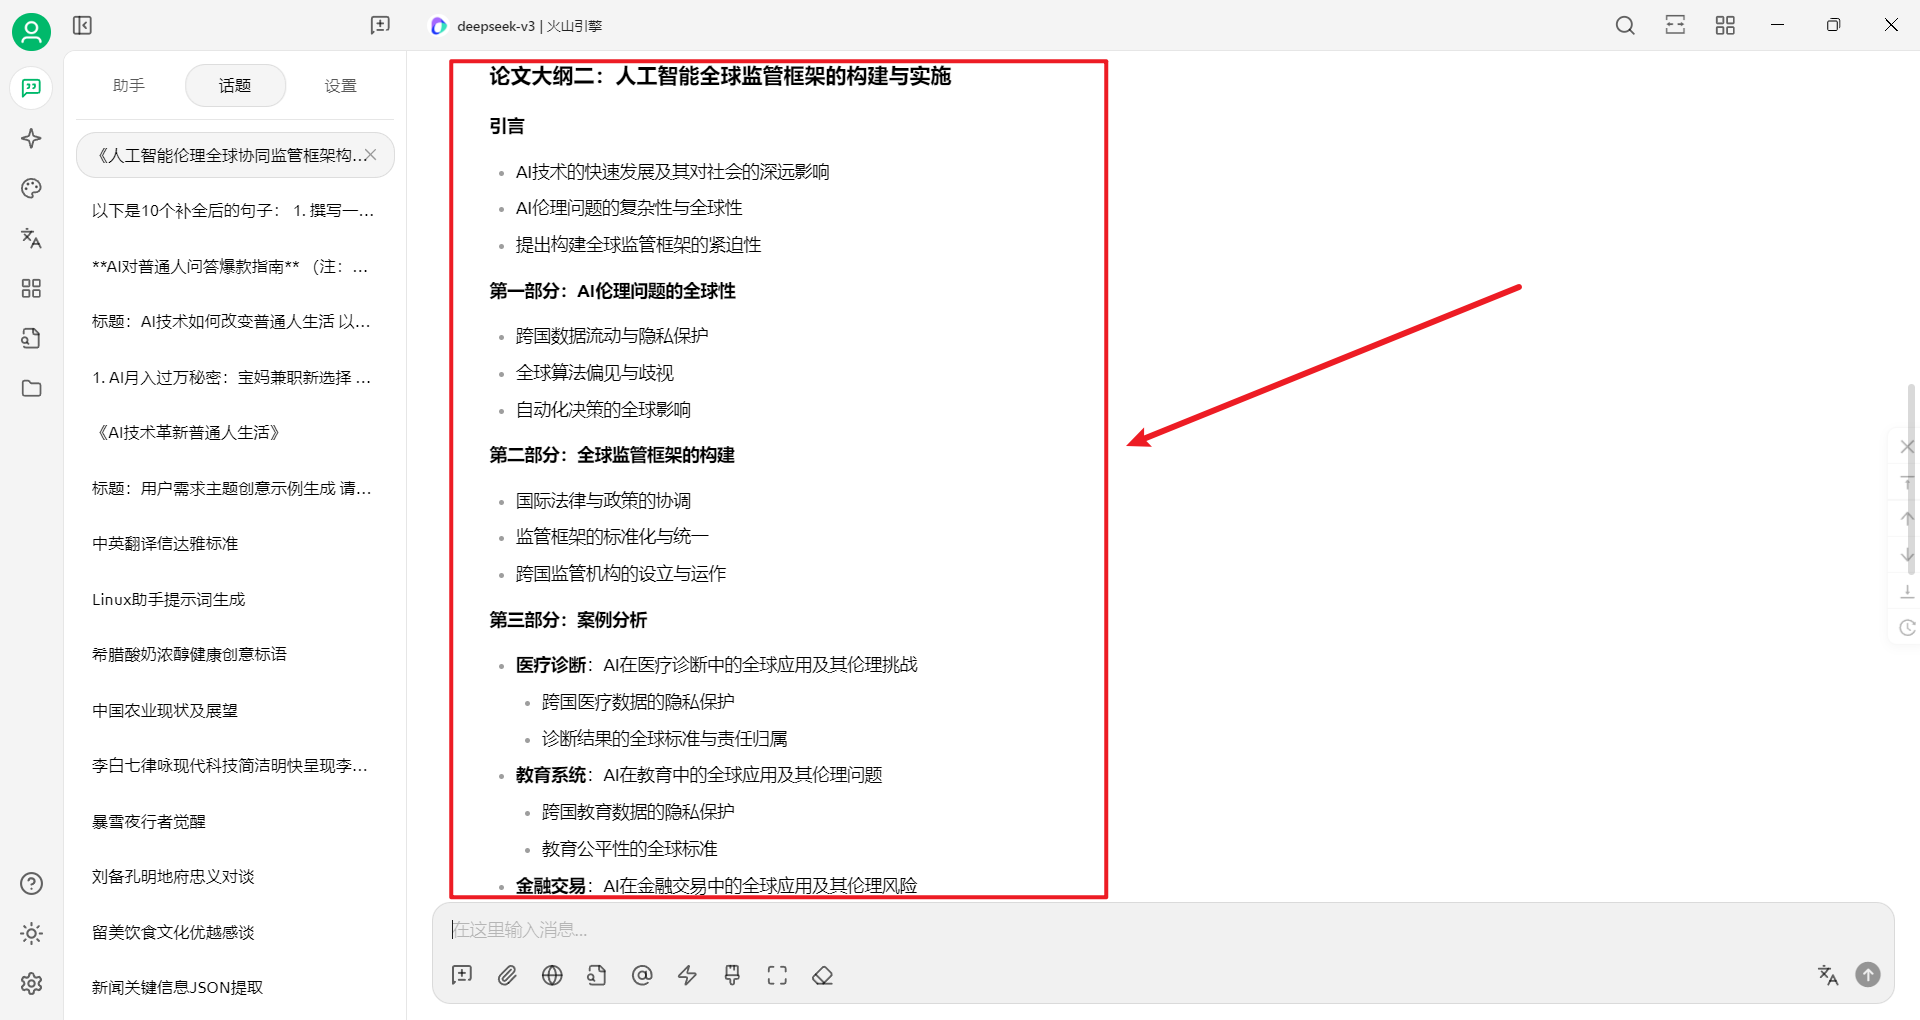 deepseek-v3 | 火山引擎
助手
话题
设置
《人工智能伦理全球协同监管框架构...
以下是10个补全后的句子： 1. 撰写一...
**AI对普通人问答爆款指南** （注：...
标题：AI技术如何改变普通人生活 以...
1. AI月入过万秘密：宝妈兼职新选择 ...
《AI技术革新普通人生活》
标题：用户需求主题创意示例生成 请...
中英翻译信达雅标准
Linux助手提示词生成
希腊酸奶浓醇健康创意标语
中国农业现状及展望
李白七律咏现代科技简洁明快呈现李...
暴雪夜行者觉醒
刘备孔明地府忠义对谈
留美饮食文化优越感谈
新闻关键信息JSON提取
论文大纲二：人工智能全球监管框架的构建与实施
引言
AI技术的快速发展及其对社会的深远影响
AI伦理问题的复杂性与全球性
提出构建全球监管框架的紧迫性
第一部分：AI伦理问题的全球性
跨国数据流动与隐私保护
全球算法偏见与歧视
自动化决策的全球影响
第二部分：全球监管框架的构建
国际法律与政策的协调
监管框架的标准化与统一
跨国监管机构的设立与运作
第三部分：案例分析
医疗诊断：AI在医疗诊断中的全球应用及其伦理挑战
跨国医疗数据的隐私保护
诊断结果的全球标准与责任归属
教育系统：AI在教育中的全球应用及其伦理问题
跨国教育数据的隐私保护
教育公平性的全球标准
金融交易：AI在金融交易中的全球应用及其伦理风险
在这里输入消息...